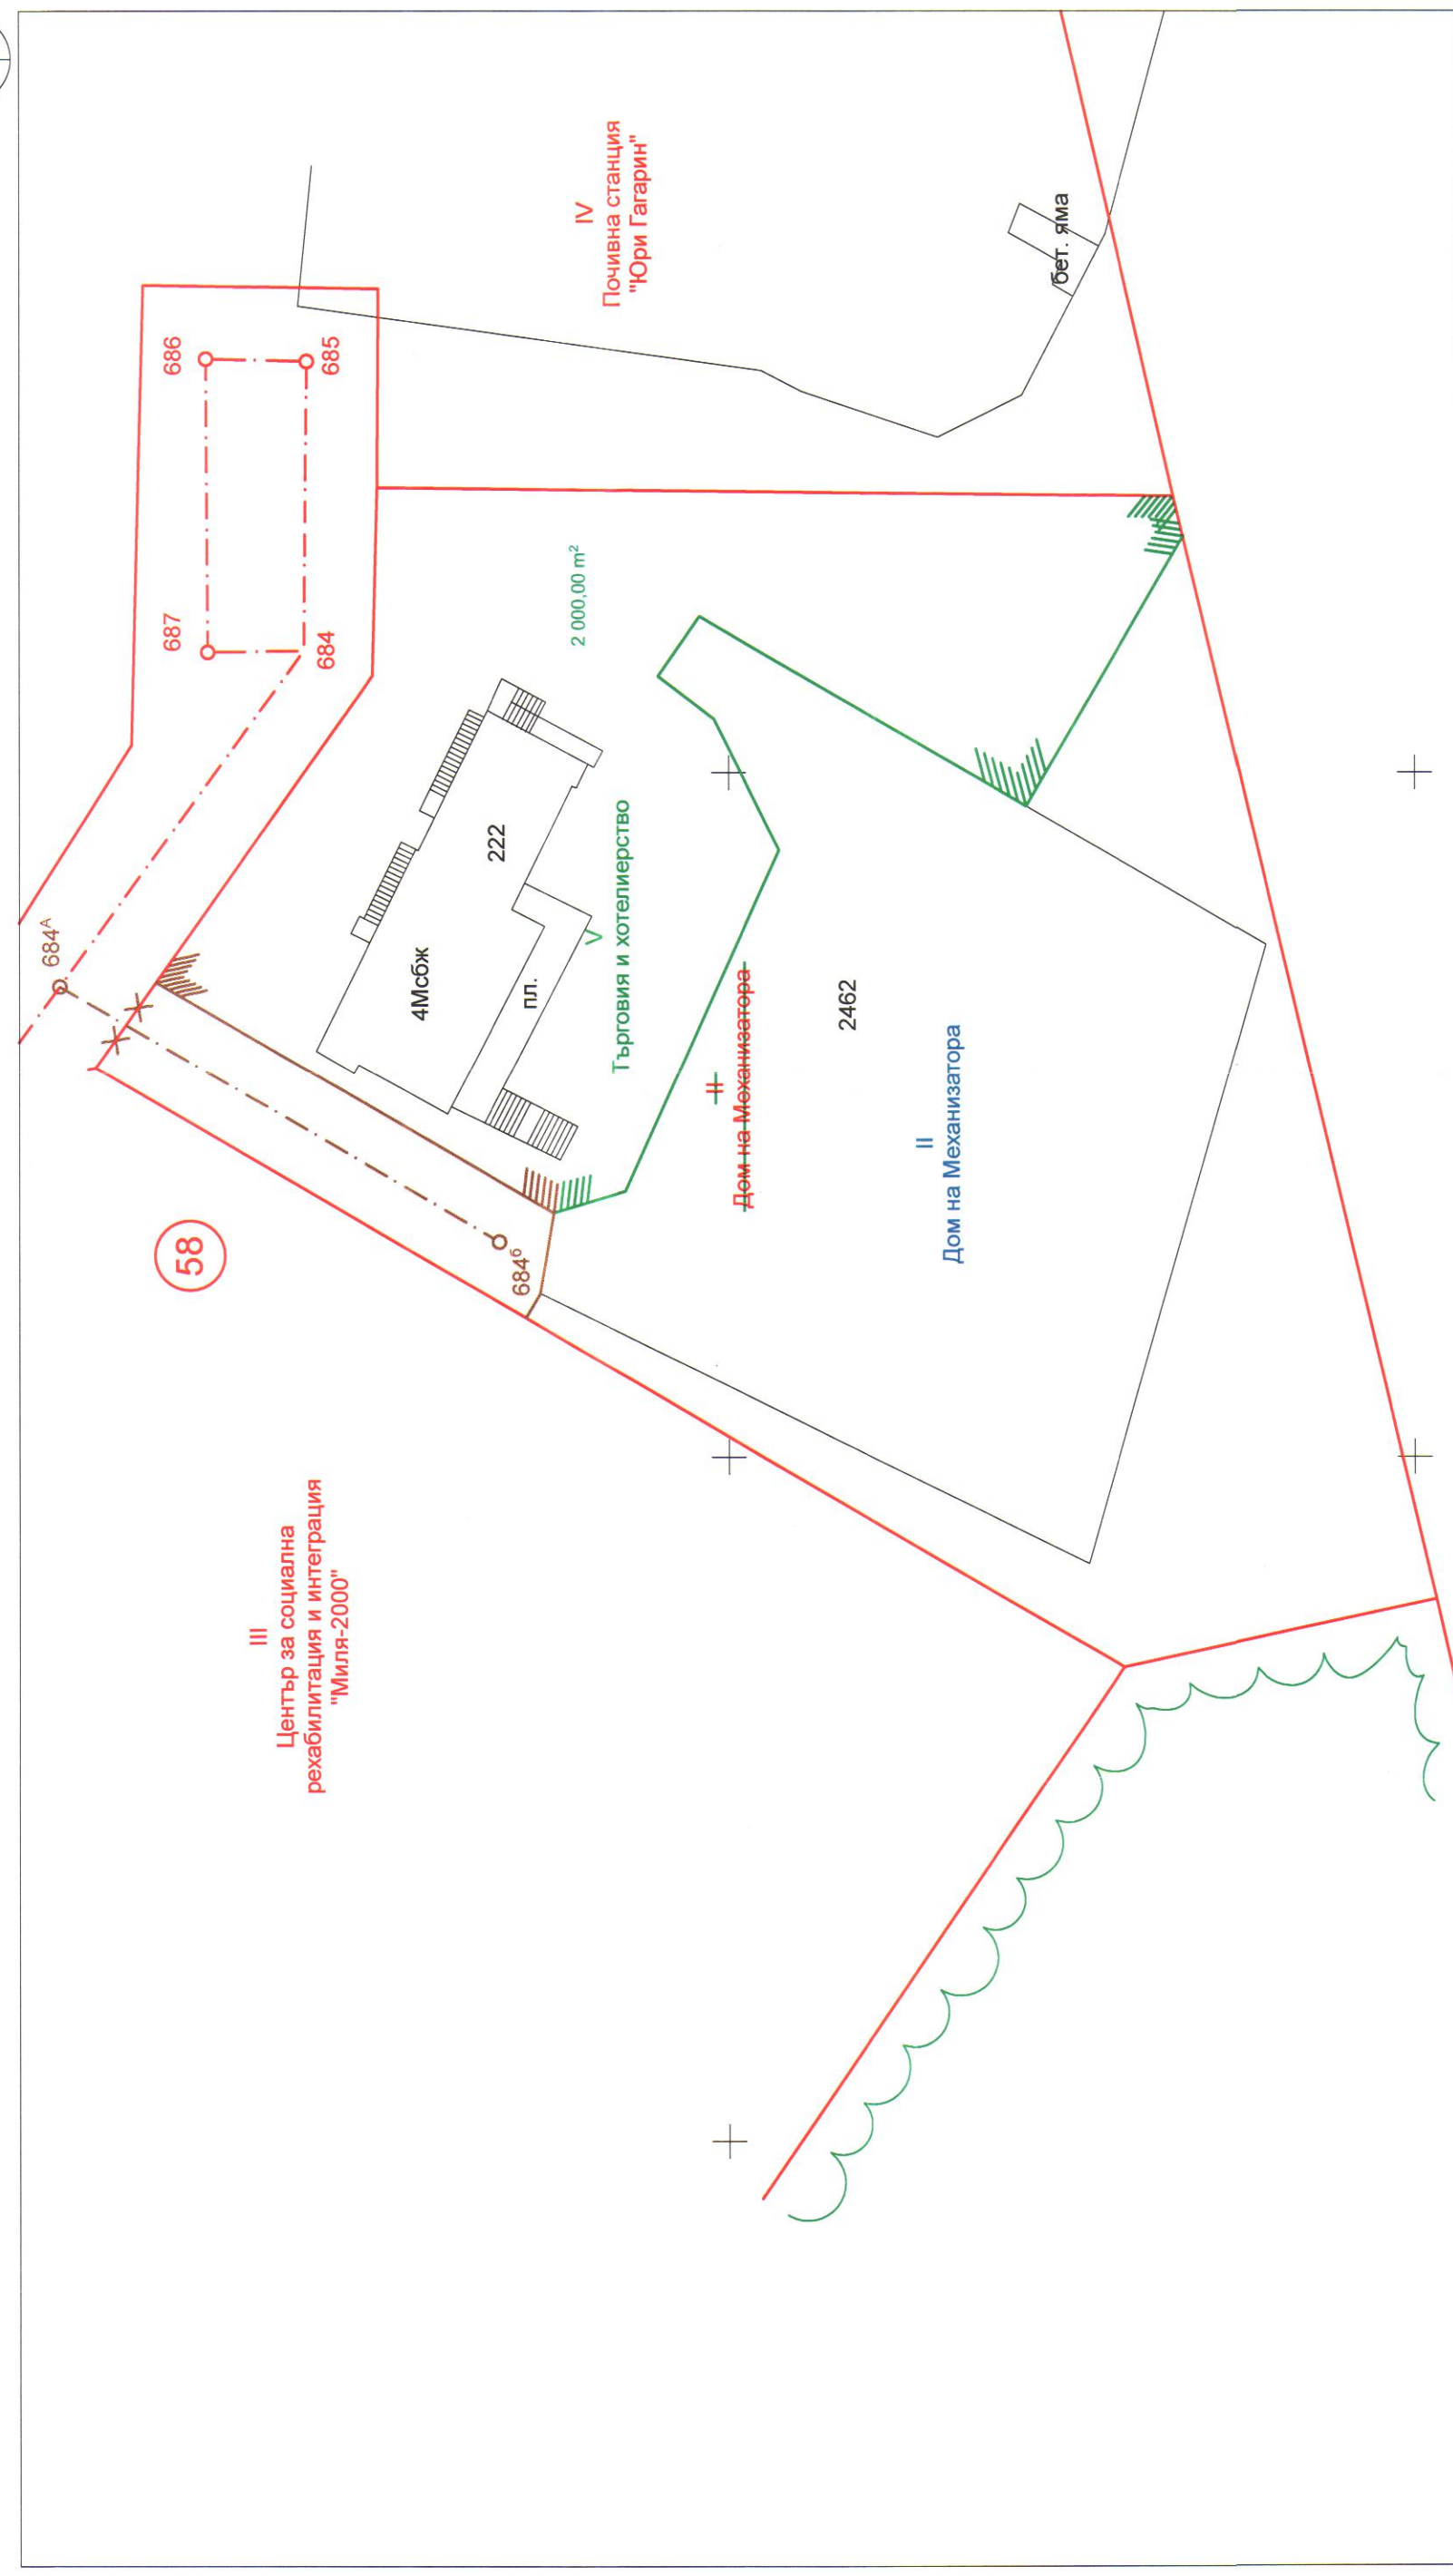 686
685
687
684
684А
684б
58
IV
Почивна станция
"Юри Гагарин"
бет. яма
2 000,00 m²
222
4Мсбж
пл.
V
Търговия и хотелиерство
II
Дом на Механизатора
2462
II
Дом на Механизатора
III
Център за социална
рехабилитация и интеграция
"Миля-2000"